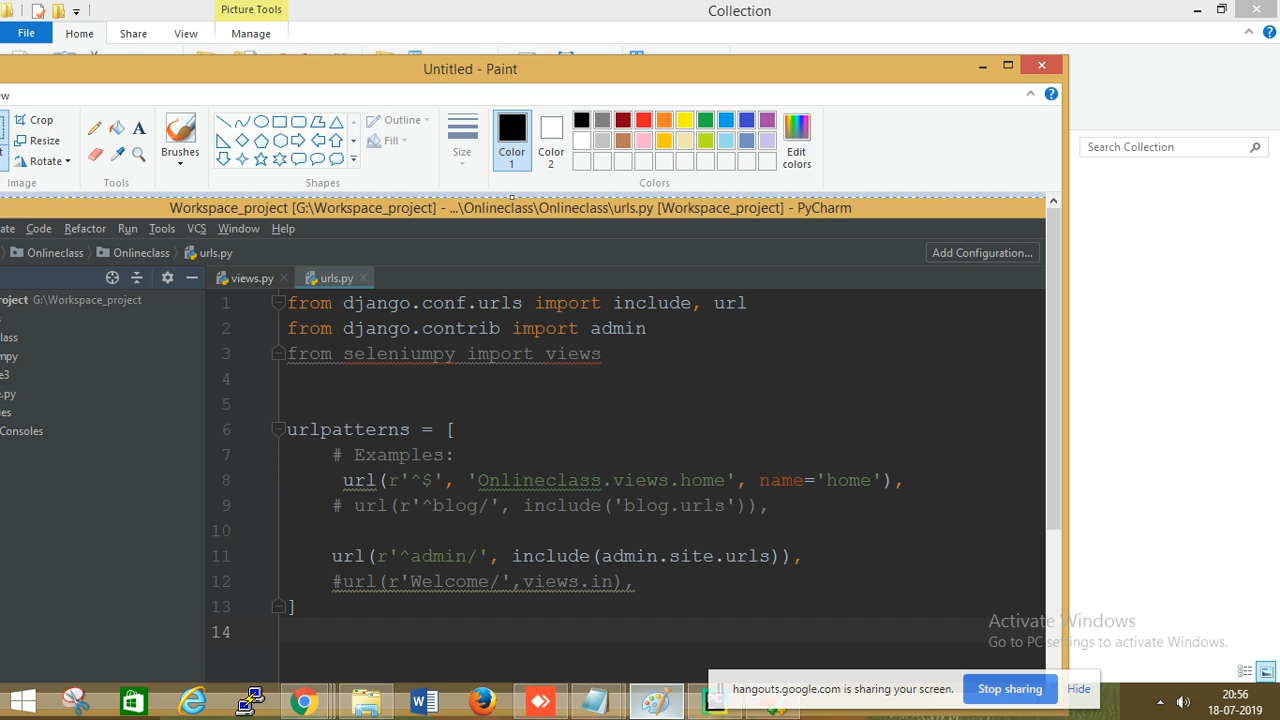 Picture Tools
Collection
File
Home
Share
View
Manage
Untitled - Paint
Crop
Resize
Rotate
Image
Tools
Brushes
Outline
Fill
Shapes
Size
Color
1
Color
2
Edit
colors
Colors
Search Collection
Workspace_project [G:\Workspace_project] - ...\Onlineclass\Onlineclass\urls.py [Workspace_project] - PyCharm
Code Refactor Run Tools VCS Window Help
Onlineclass Onlineclass urls.py
Add Configuration...
G:\Workspace_project
views.py urls.py
Consoles
1 from django.conf.urls import include, url
2 from django.contrib import admin
3 from seleniumpy import views
4
5
6 urlpatterns = [
7 # Examples:
8 url(r'^$', 'Onlineclass.views.home', name='home'),
9 # url(r'^blog/', include('blog.urls')),
10
11 url(r'^admin/', include(admin.site.urls)),
12 #url(r'Welcome/',views.in),
13 ]
14
Activate Windows
Go to PC settings to activate Windows.
hangouts.google.com is sharing your screen. Stop sharing Hide
20:56
18-07-2019